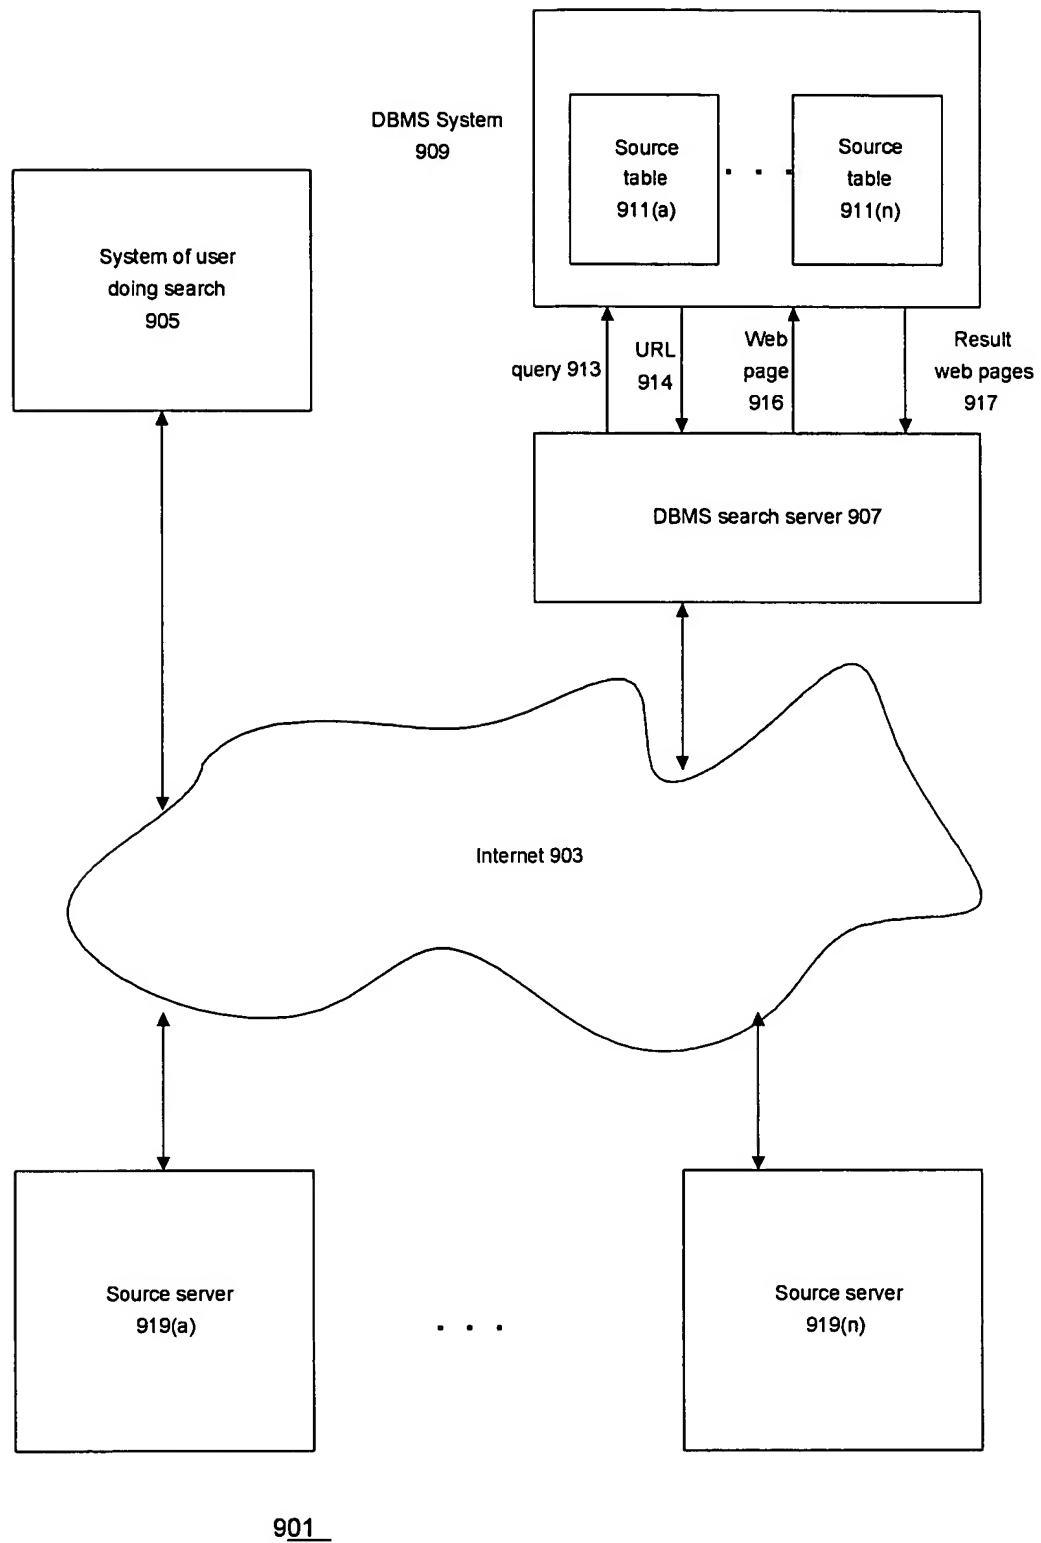 DBMS System
909
Source
table
911(a)
Source
table
911(n)
System of user
doing search
905
query 913
URL
914
Web
page
916
Result
web pages
917
DBMS search server 907
Internet 903
Source server
919(a)
. . .
Source server
919(n)
901